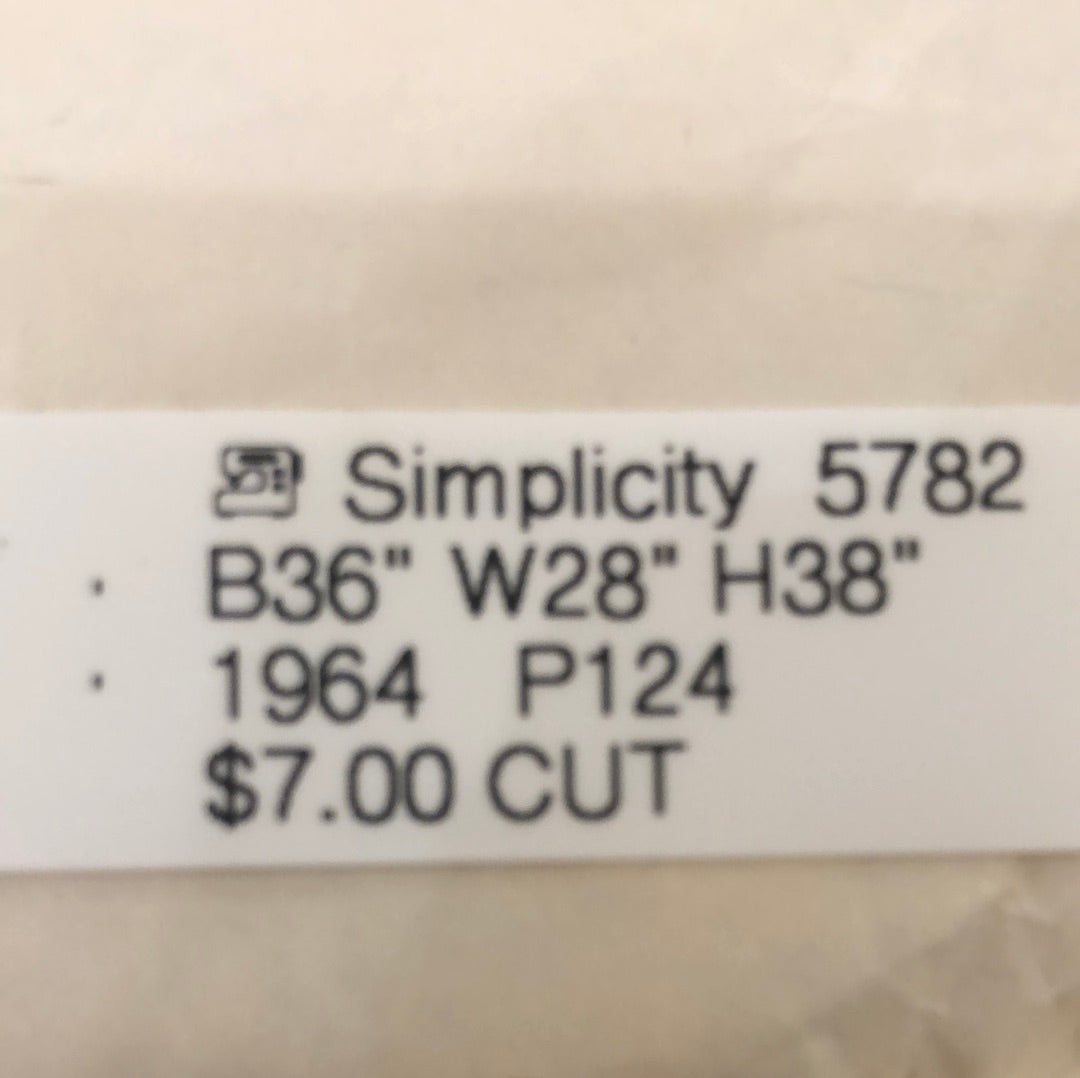 Simplicity 5782
B36" W28" H38"
1964 P124
$7.00 CUT